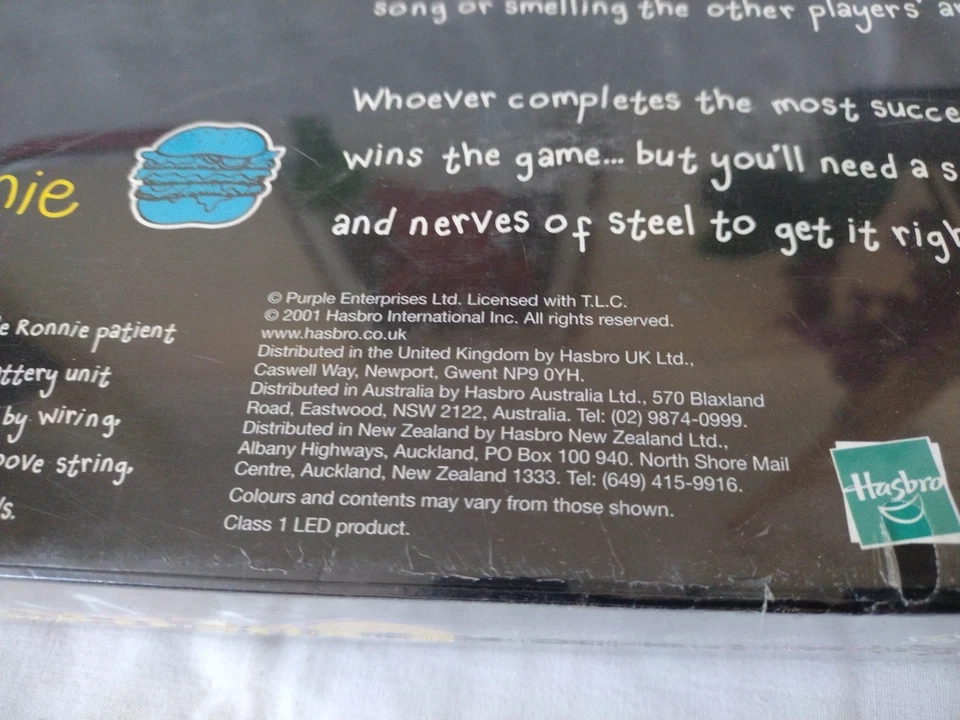 song or smelling the other players'
Whoever completes the most
wins the game... but you'll need a
and nerves of steel to get it
© Purple Enterprises Ltd. Licensed with T.L.C.
© 2001 Hasbro International Inc. All rights reserved.
www.hasbro.co.uk
Distributed in the United Kingdom by Hasbro UK Ltd.,
Caswell Way, Newport, Gwent NP9 0YH.
Distributed in Australia by Hasbro Australia Ltd., 570 Blaxland
Road, Eastwood, NSW 2122, Australia. Tel: (02) 9874-0999.
Distributed in New Zealand by Hasbro New Zealand Ltd.,
Albany Highways, Auckland, PO Box 100 940. North Shore Mail
Centre, Auckland, New Zealand 1333. Tel: (649) 415-9916.
Colours and contents may vary from those shown.
Class 1 LED product.
Ronnie patient
unit
by wiring,
string,
Hasbro